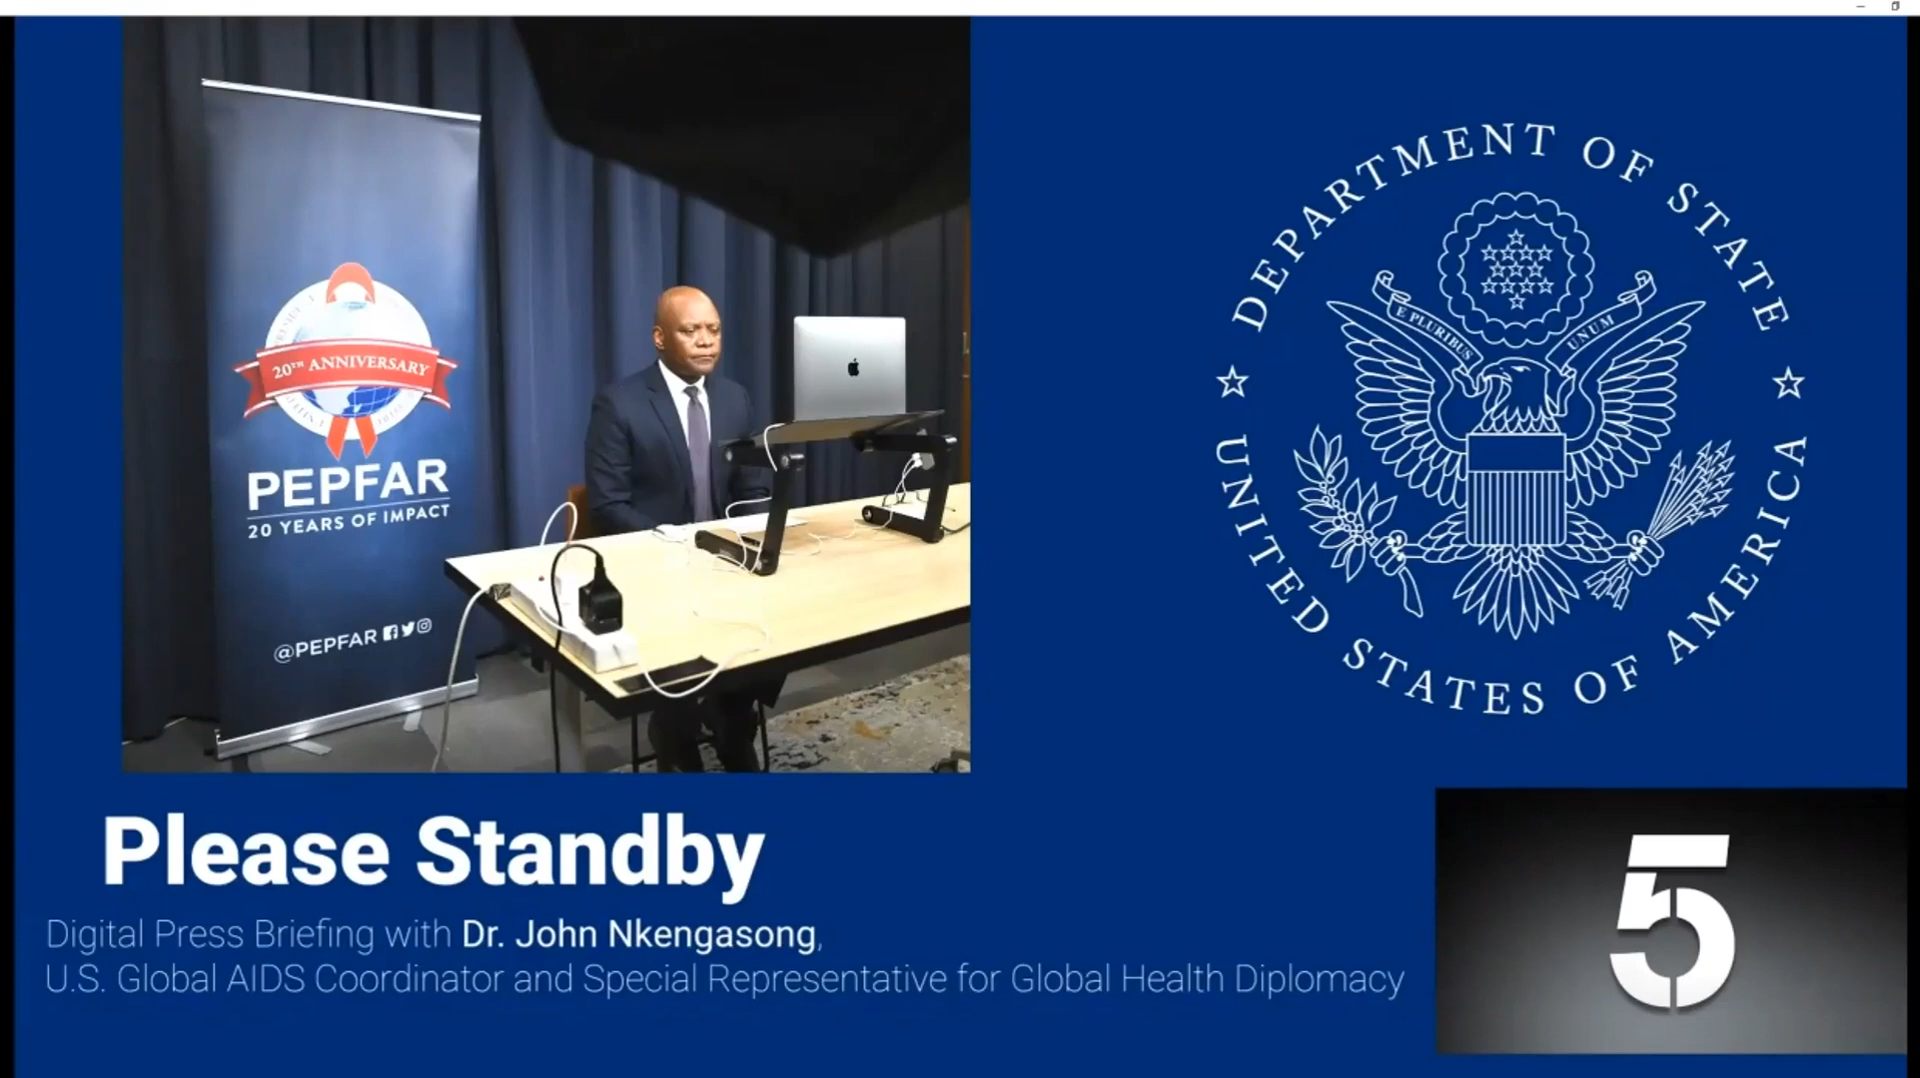 20TH ANNIVERSARY
PEPFAR
20 YEARS OF IMPACT
@PEPFAR
DEPARTMENT OF STATE
E PLURIBUS UNUM
UNITED STATES OF AMERICA
Please Standby
Digital Press Briefing with Dr. John Nkengasong,
U.S. Global AIDS Coordinator and Special Representative for Global Health Diplomacy
5